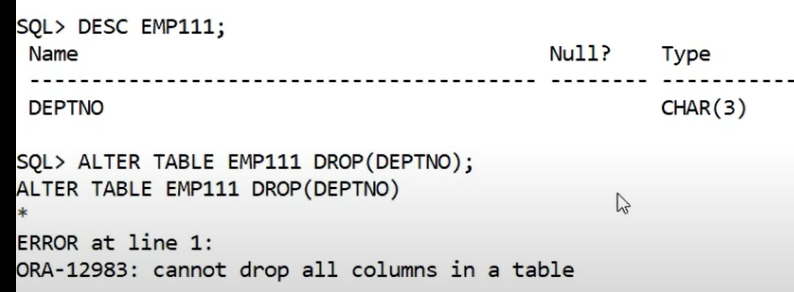 SQL> DESC EMP111;
Name Null? Type
----------------------------------------- -------- ----------
DEPTNO CHAR(3)
SQL> ALTER TABLE EMP111 DROP(DEPTNO);
ALTER TABLE EMP111 DROP(DEPTNO)
*
ERROR at line 1:
ORA-12983: cannot drop all columns in a table